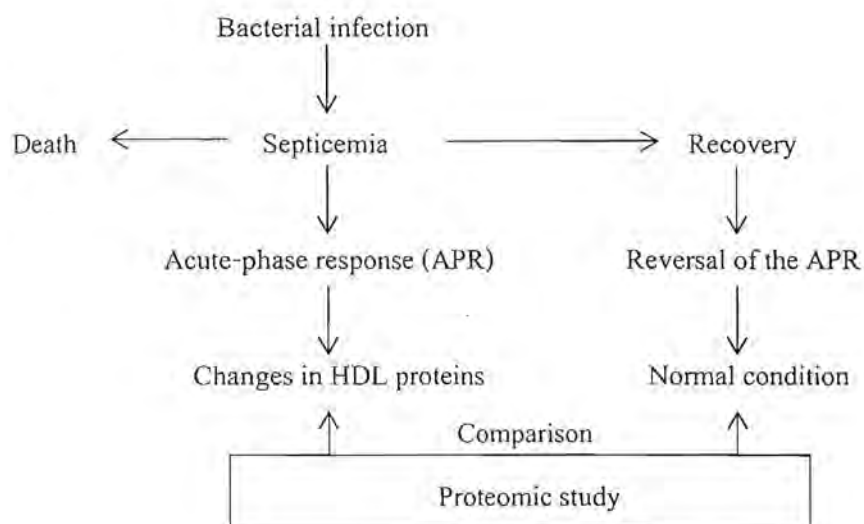 Bacterial infection
Death
Septicemia
Recovery
Acute-phase response (APR)
Reversal of the APR
Changes in HDL proteins
Normal condition
Comparison
Proteomic study